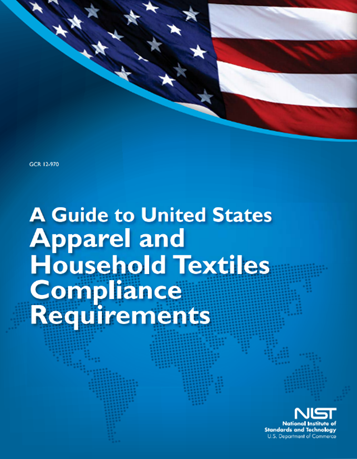 GCR 12-970
A Guide to United States
Apparel and
Household Textiles
Compliance
Requirements
NIST
National Institute of
Standards and Technology
U.S. Department of Commerce